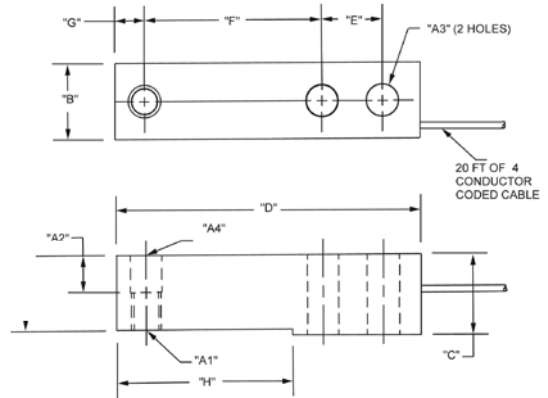 "G"
"F"
"E"
"A3" (2 HOLES)
"B"
20 FT OF 4
CONDUCTOR
CODED CABLE
"D"
"A2"
"A4"
"C"
"A1"
"H"